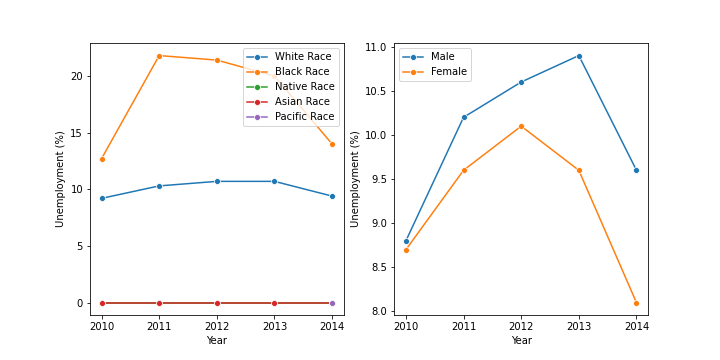 White Race
Black Race
Native Race
Asian Race
Pacific Race
20
15
10
5
0
Unemployment (%)
2010 2011 2012 2013 2014
Year
Male
Female
11.0
10.5
10.0
9.5
9.0
8.5
8.0
Unemployment (%)
2010 2011 2012 2013 2014
Year